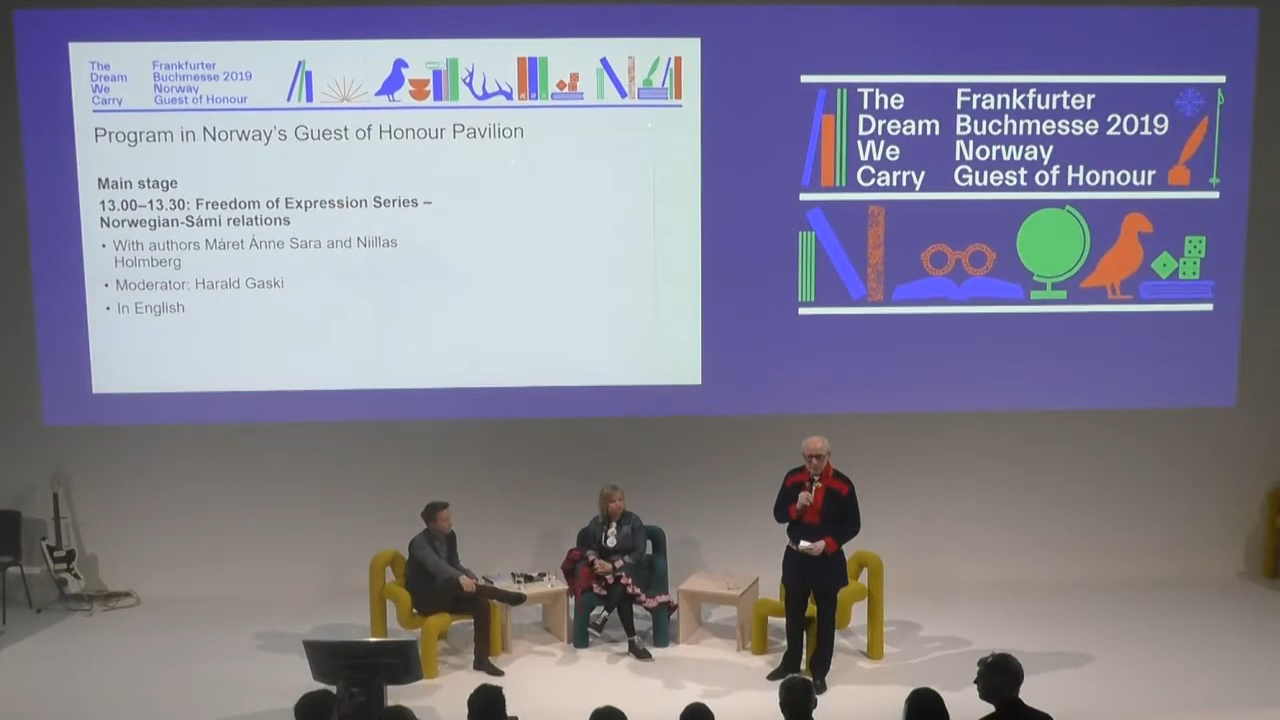 The Dream We Carry
Frankfurter Buchmesse 2019 Norway Guest of Honour
Program in Norway's Guest of Honour Pavilion
Main stage
13.00–13.30: Freedom of Expression Series –
Norwegian-Sámi relations
• With authors Máret Ánne Sara and Niillas
Holmberg
• Moderator: Harald Gaski
• In English
The Frankfurter
Dream Buchmesse 2019
We Norway
Carry Guest of Honour